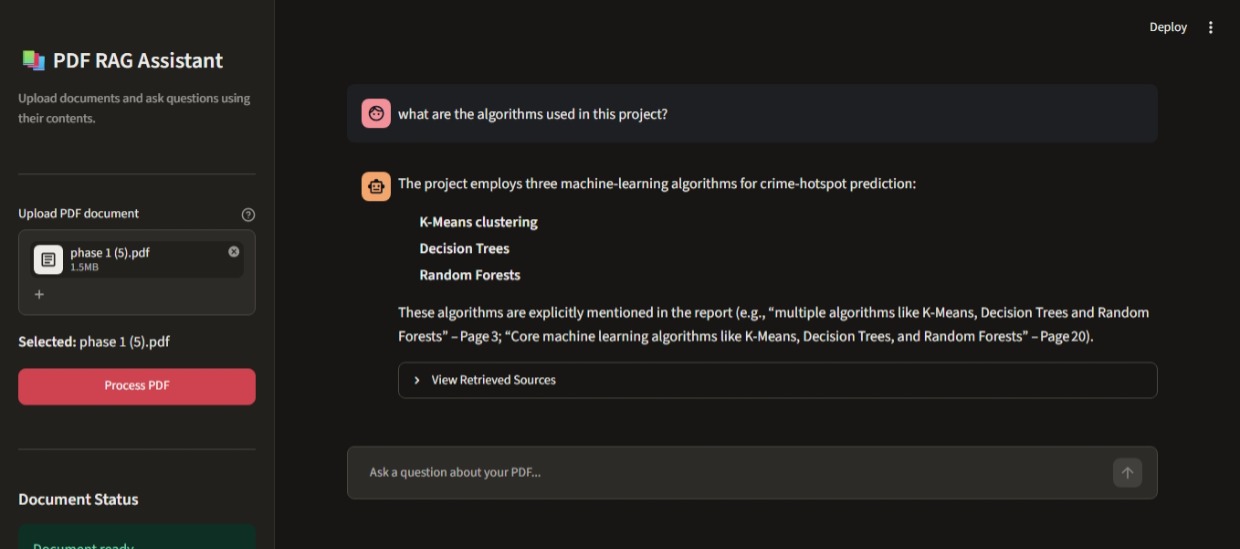 PDF RAG Assistant
Upload documents and ask questions using
their contents.
Upload PDF document
phase 1 (5).pdf
1.5MB
Selected: phase 1 (5).pdf
Process PDF
Document Status
Document ready
Deploy
what are the algorithms used in this project?
The project employs three machine-learning algorithms for crime-hotspot prediction:
K-Means clustering
Decision Trees
Random Forests
These algorithms are explicitly mentioned in the report (e.g., “multiple algorithms like K-Means, Decision Trees and Random
Forests” – Page 3; “Core machine learning algorithms like K-Means, Decision Trees, and Random Forests” – Page 20).
View Retrieved Sources
Ask a question about your PDF...